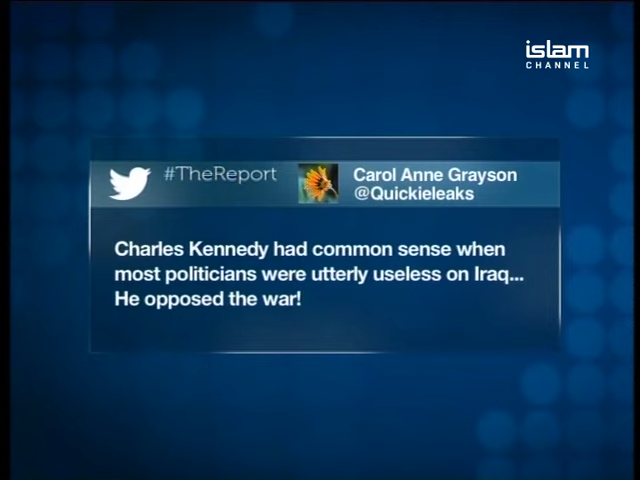 islam
CHANNEL
#TheReport
Carol Anne Grayson
@Quickieleaks
Charles Kennedy had common sense when
most politicians were utterly useless on Iraq...
He opposed the war!